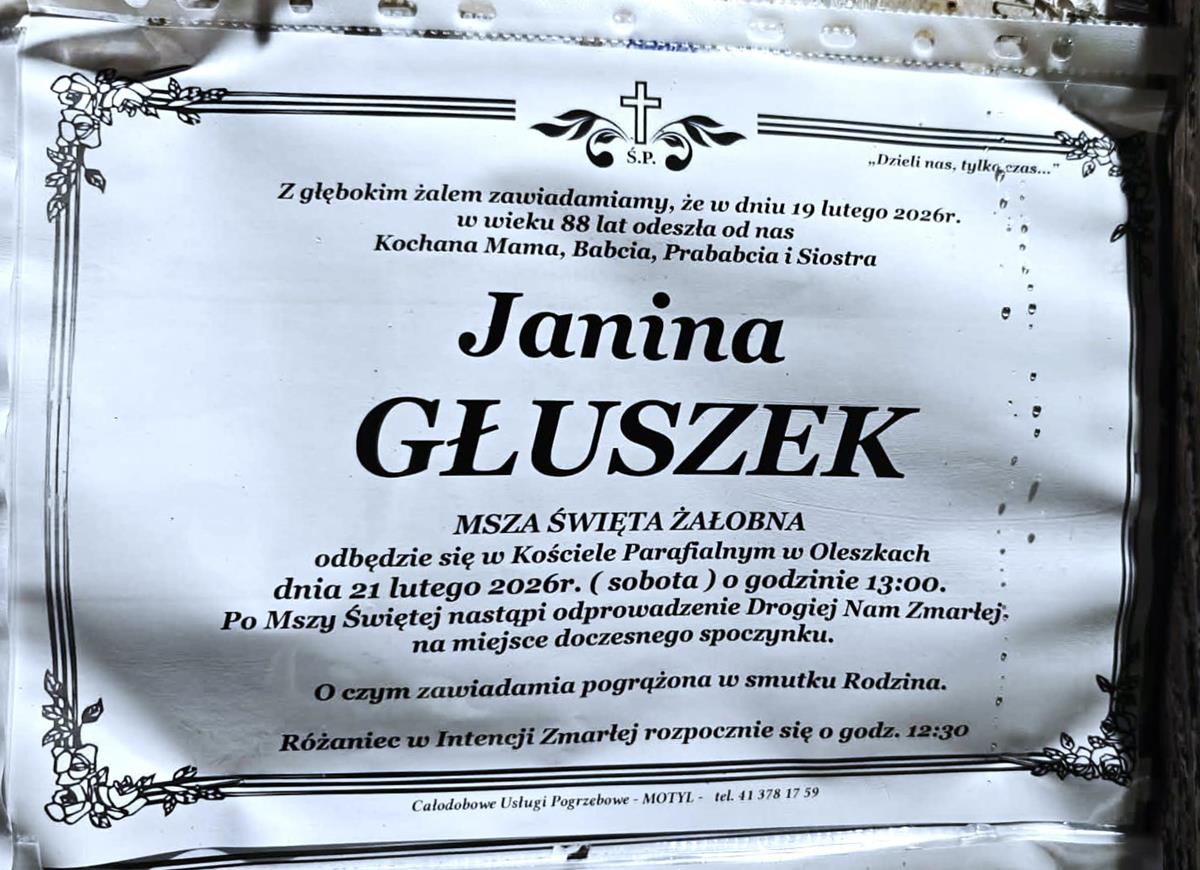 Ś.P.
„Dzieli nas, tylko czas..."
Z głębokim żalem zawiadamiamy, że w dniu 19 lutego 2026r.
w wieku 88 lat odeszła od nas
Kochana Mama, Babcia, Prababcia i Siostra
Janina
GŁUSZEK
MSZA ŚWIĘTA ŻAŁOBNA
odbędzie się w Kościele Parafialnym w Oleszkach
dnia 21 lutego 2026r. ( sobota ) o godzinie 13:00.
Po Mszy Świętej nastąpi odprowadzenie Drogiej Nam Zmarłej.
na miejsce doczesnego spoczynku.
O czym zawiadamia pogrążona w smutku Rodzina.
Różaniec w Intencji Zmarłej rozpocznie się o godz. 12:30
Całodobowe Usługi Pogrzebowe - MOTYL - tel. 41 378 17 59